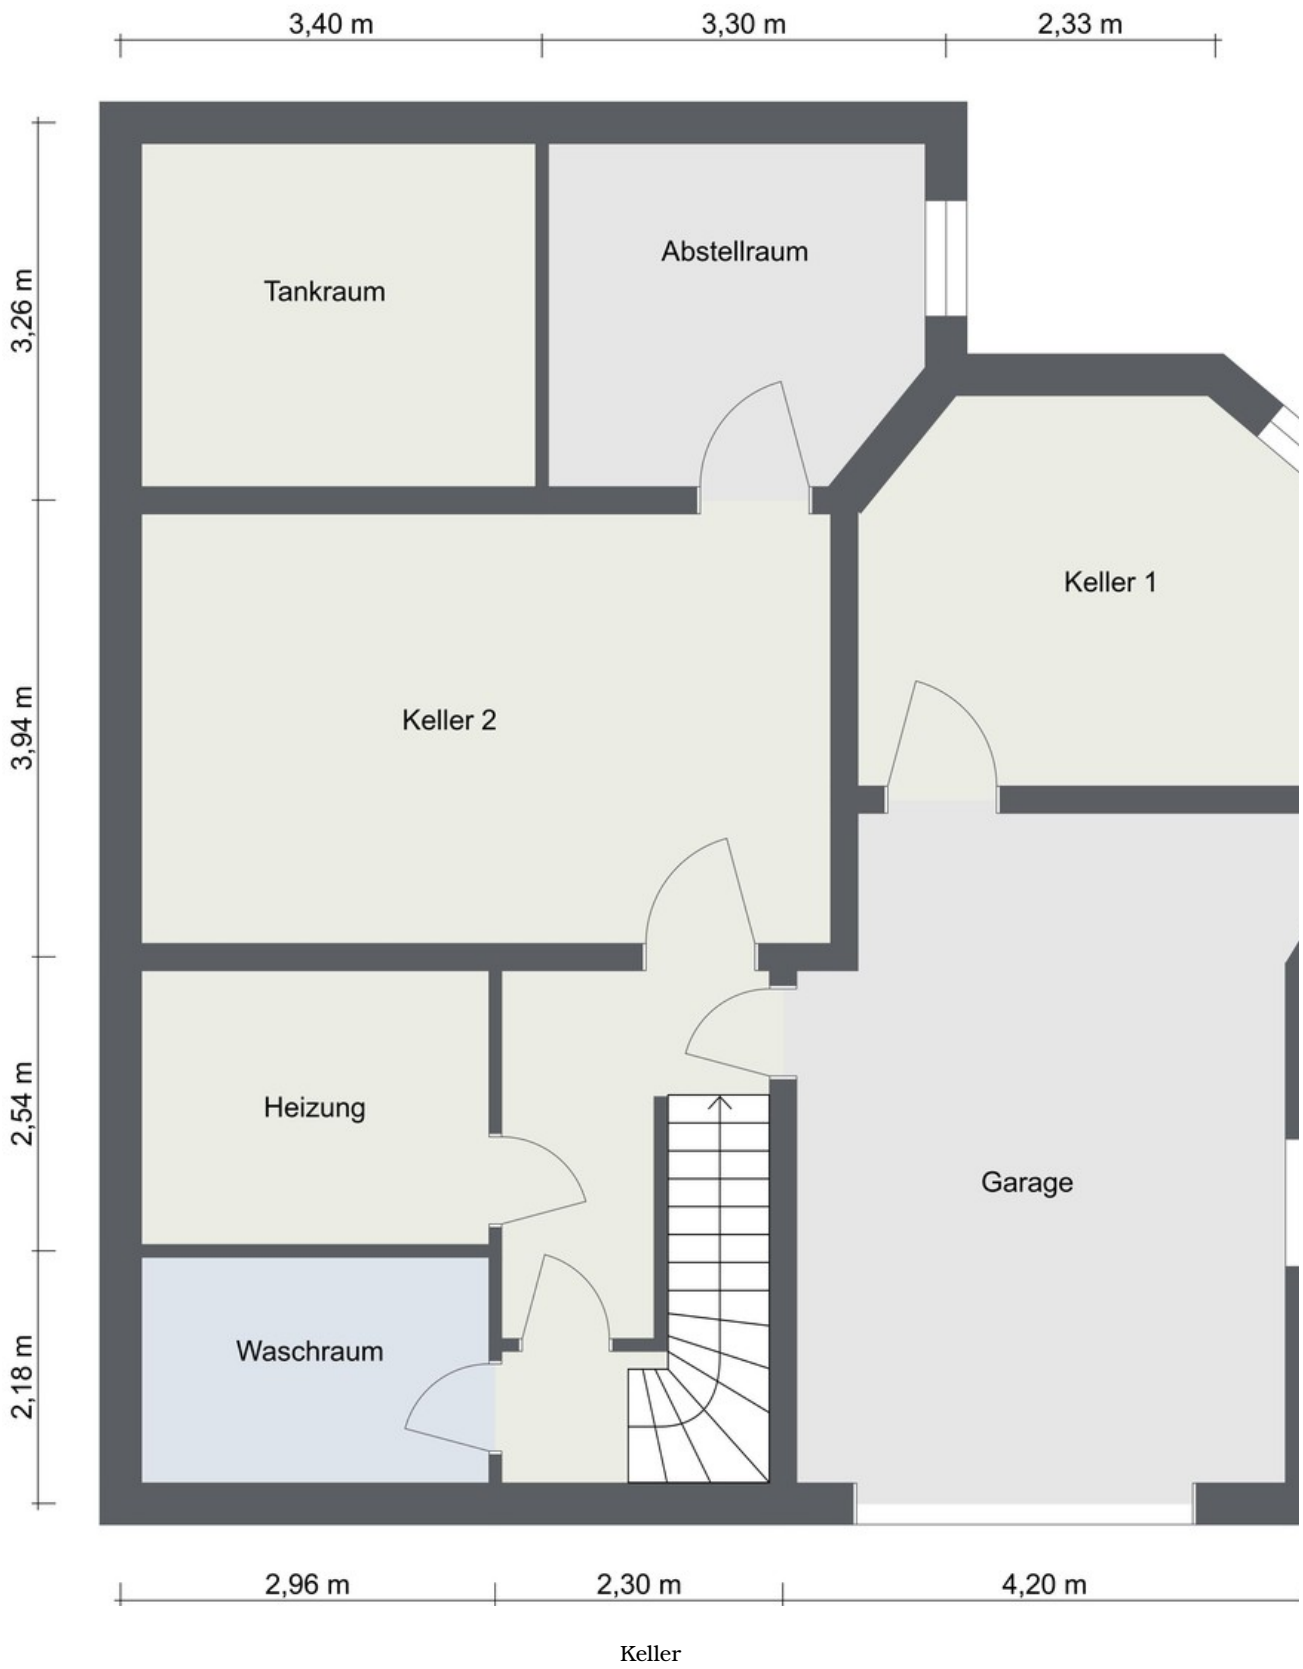 3,40 m
3,30 m
2,33 m
3,26 m
Abstellraum
Tankraum
Keller 1
3,94 m
Keller 2
2,54 m
Heizung
Garage
2,18 m
Waschraum
2,96 m
2,30 m
4,20 m
Keller